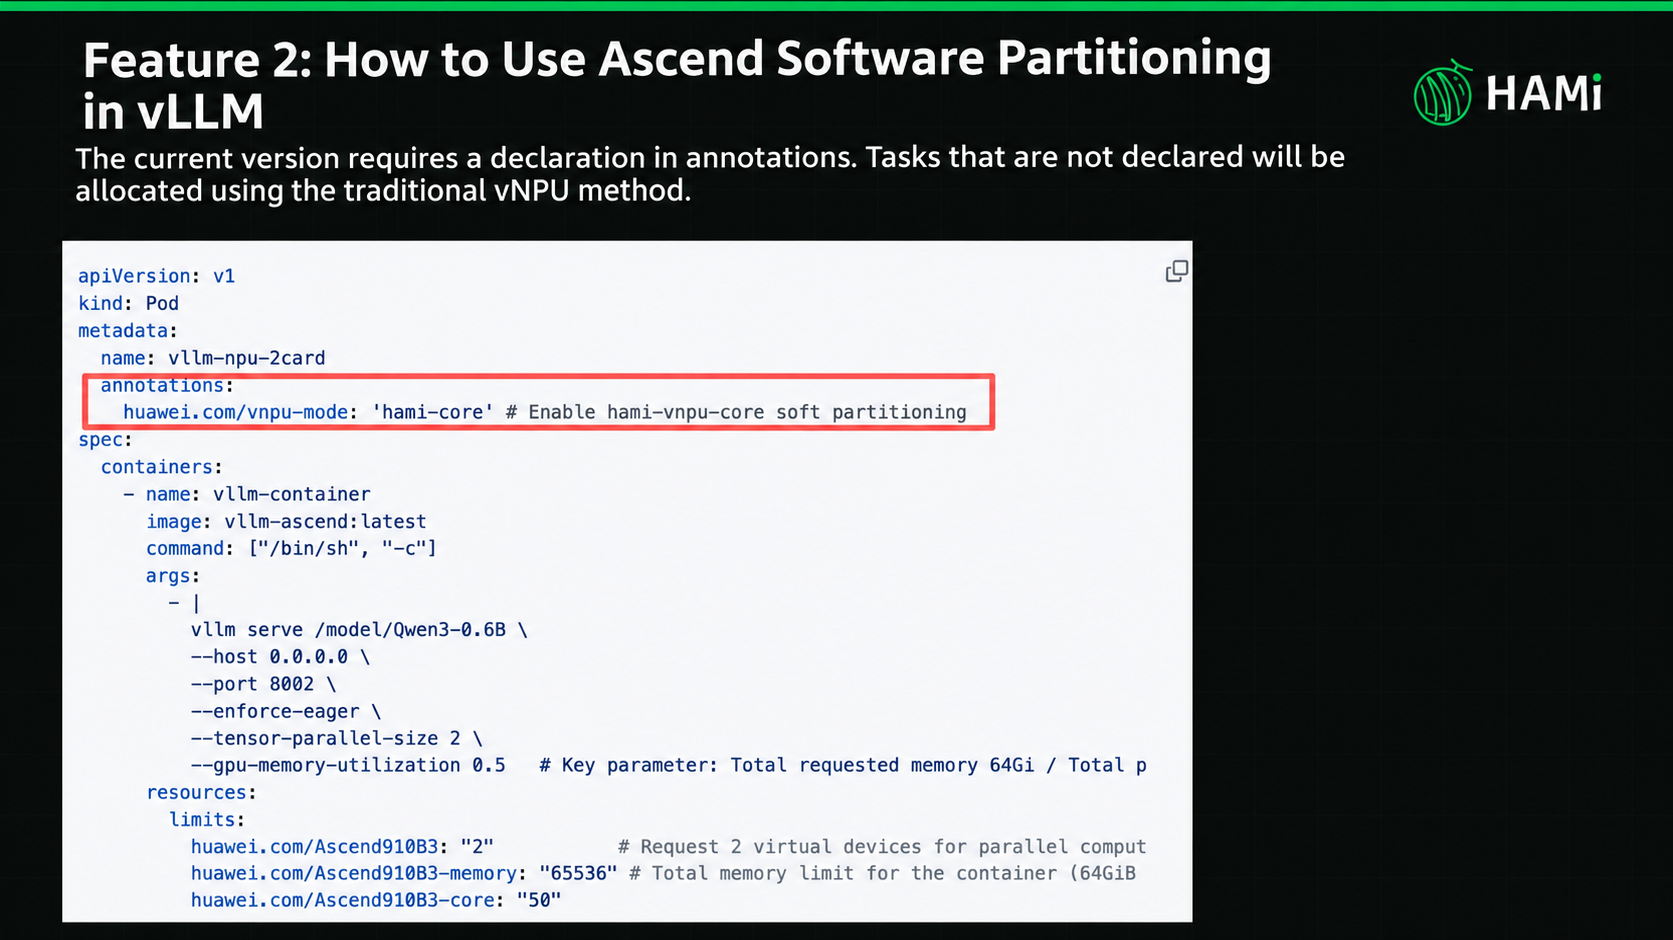 Feature 2: How to Use Ascend Software Partitioning
in vLLM
HAMi
The current version requires a declaration in annotations. Tasks that are not declared will be
allocated using the traditional vNPU method.
apiVersion: v1
kind: Pod
metadata:
  name: vllm-npu-2card
  annotations:
    huawei.com/vnpu-mode: 'hami-core' # Enable hami-vnpu-core soft partitioning
spec:
  containers:
    - name: vllm-container
      image: vllm-ascend:latest
      command: ["/bin/sh", "-c"]
      args:
        - |
          vllm serve /model/Qwen3-0.6B \
          --host 0.0.0.0 \
          --port 8002 \
          --enforce-eager \
          --tensor-parallel-size 2 \
          --gpu-memory-utilization 0.5   # Key parameter: Total requested memory 64Gi / Total p
      resources:
        limits:
          huawei.com/Ascend910B3: "2"           # Request 2 virtual devices for parallel comput
          huawei.com/Ascend910B3-memory: "65536" # Total memory limit for the container (64GiB
          huawei.com/Ascend910B3-core: "50"